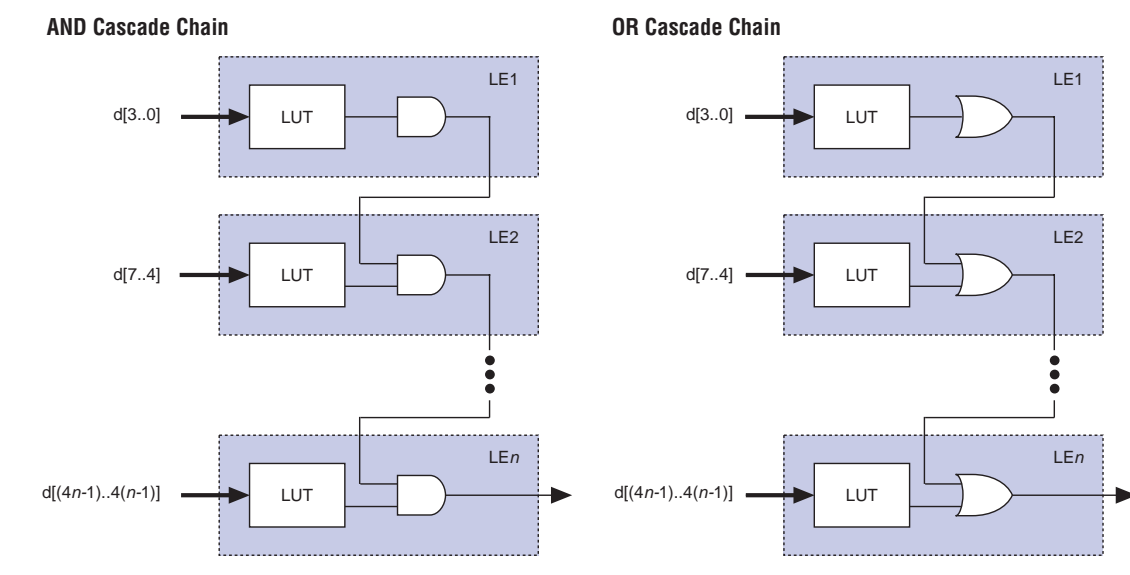 AND Cascade Chain
LE1
d[3..0]
LUT
LE2
d[7..4]
LUT
LEn
d[(4n-1)..4(n-1)]
LUT
OR Cascade Chain
LE1
d[3..0]
LUT
LE2
d[7..4]
LUT
LEn
d[(4n-1)..4(n-1)]
LUT